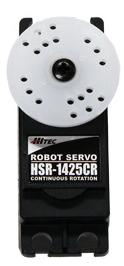 HITEC
ROBOT SERVO
HSR-1425CR
CONTINUOUS ROTATION